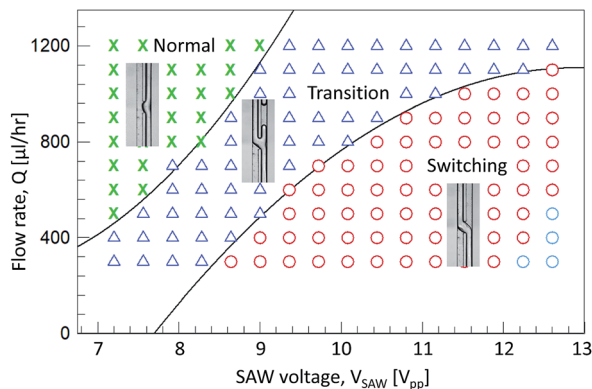 1200
800
400
0
Flow rate, Q [µl/hr]
Normal
Transition
Switching
7 8 9 10 11 12 13
SAW voltage, V_SAW [V_pp]